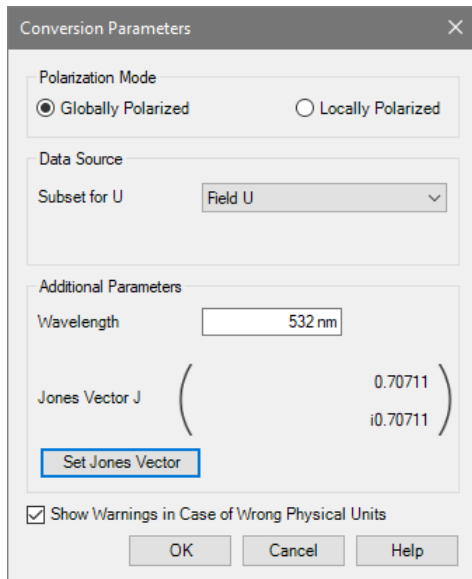 Conversion Parameters
Polarization Mode
Globally Polarized Locally Polarized
Data Source
Subset for U Field U
Additional Parameters
Wavelength 532 nm
0.70711
Jones Vector J
i0.70711
Set Jones Vector
Show Warnings in Case of Wrong Physical Units
OK Cancel Help